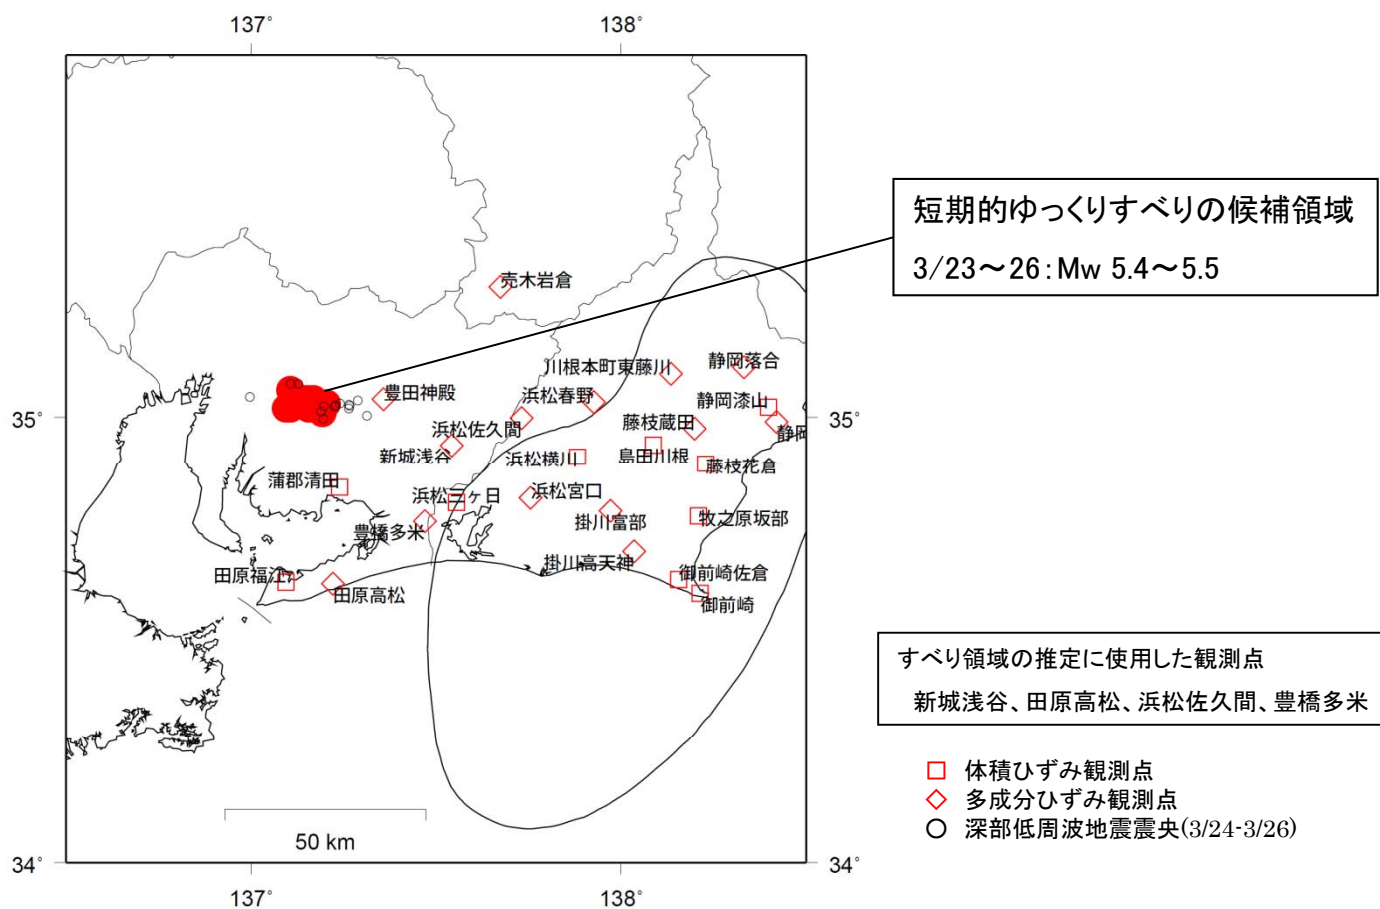 137°
138°
短期的ゆっくりすべりの候補領域
3/23～26：Mw 5.4～5.5
売木岩倉
川根本町東藤川
静岡落合
豊田神殿
浜松春野
静岡漆山
35°
35°
浜松佐久間
藤枝蔵田
静岡
新城浅谷
浜松横川
島田川根
藤枝花倉
蒲郡清田
浜松三ヶ日
浜松宮口
豊橋多米
掛川富部
牧之原坂部
掛川高天神
御前崎佐倉
田原福江
田原高松
御前崎
すべり領域の推定に使用した観測点
新城浅谷、田原高松、浜松佐久間、豊橋多米
体積ひずみ観測点
多成分ひずみ観測点
深部低周波地震震央(3/24-3/26)
50 km
34°
34°
137°
138°